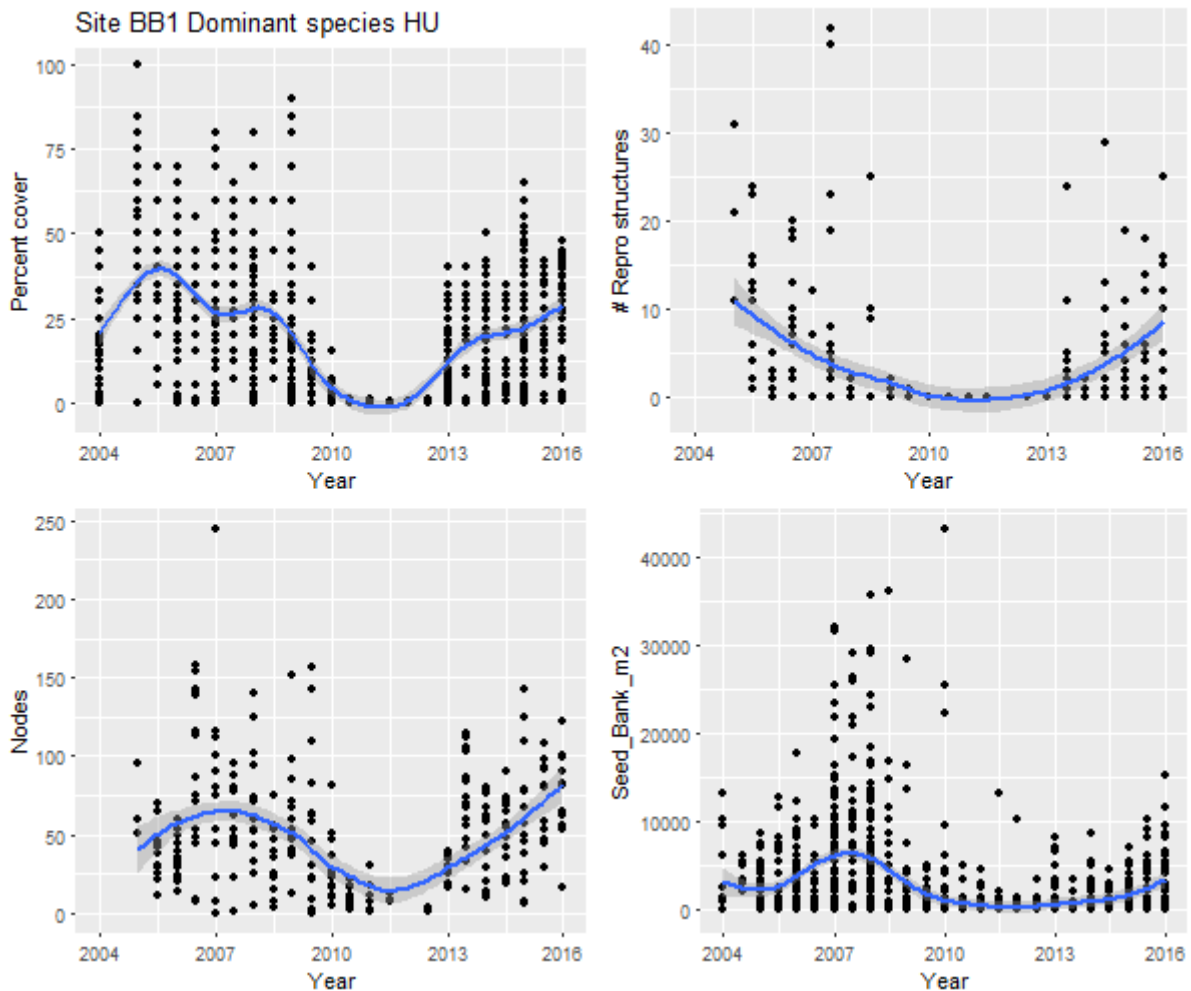 Site BB1 Dominant species HU
100
75
50
25
0
Percent cover
2004 2007 2010 2013 2016
Year
40
30
20
10
0
# Repro structures
2004 2007 2010 2013 2016
Year
250
200
150
100
50
0
Nodes
2004 2007 2010 2013 2016
Year
40000
30000
20000
10000
0
Seed_Bank_m2
2004 2007 2010 2013 2016
Year